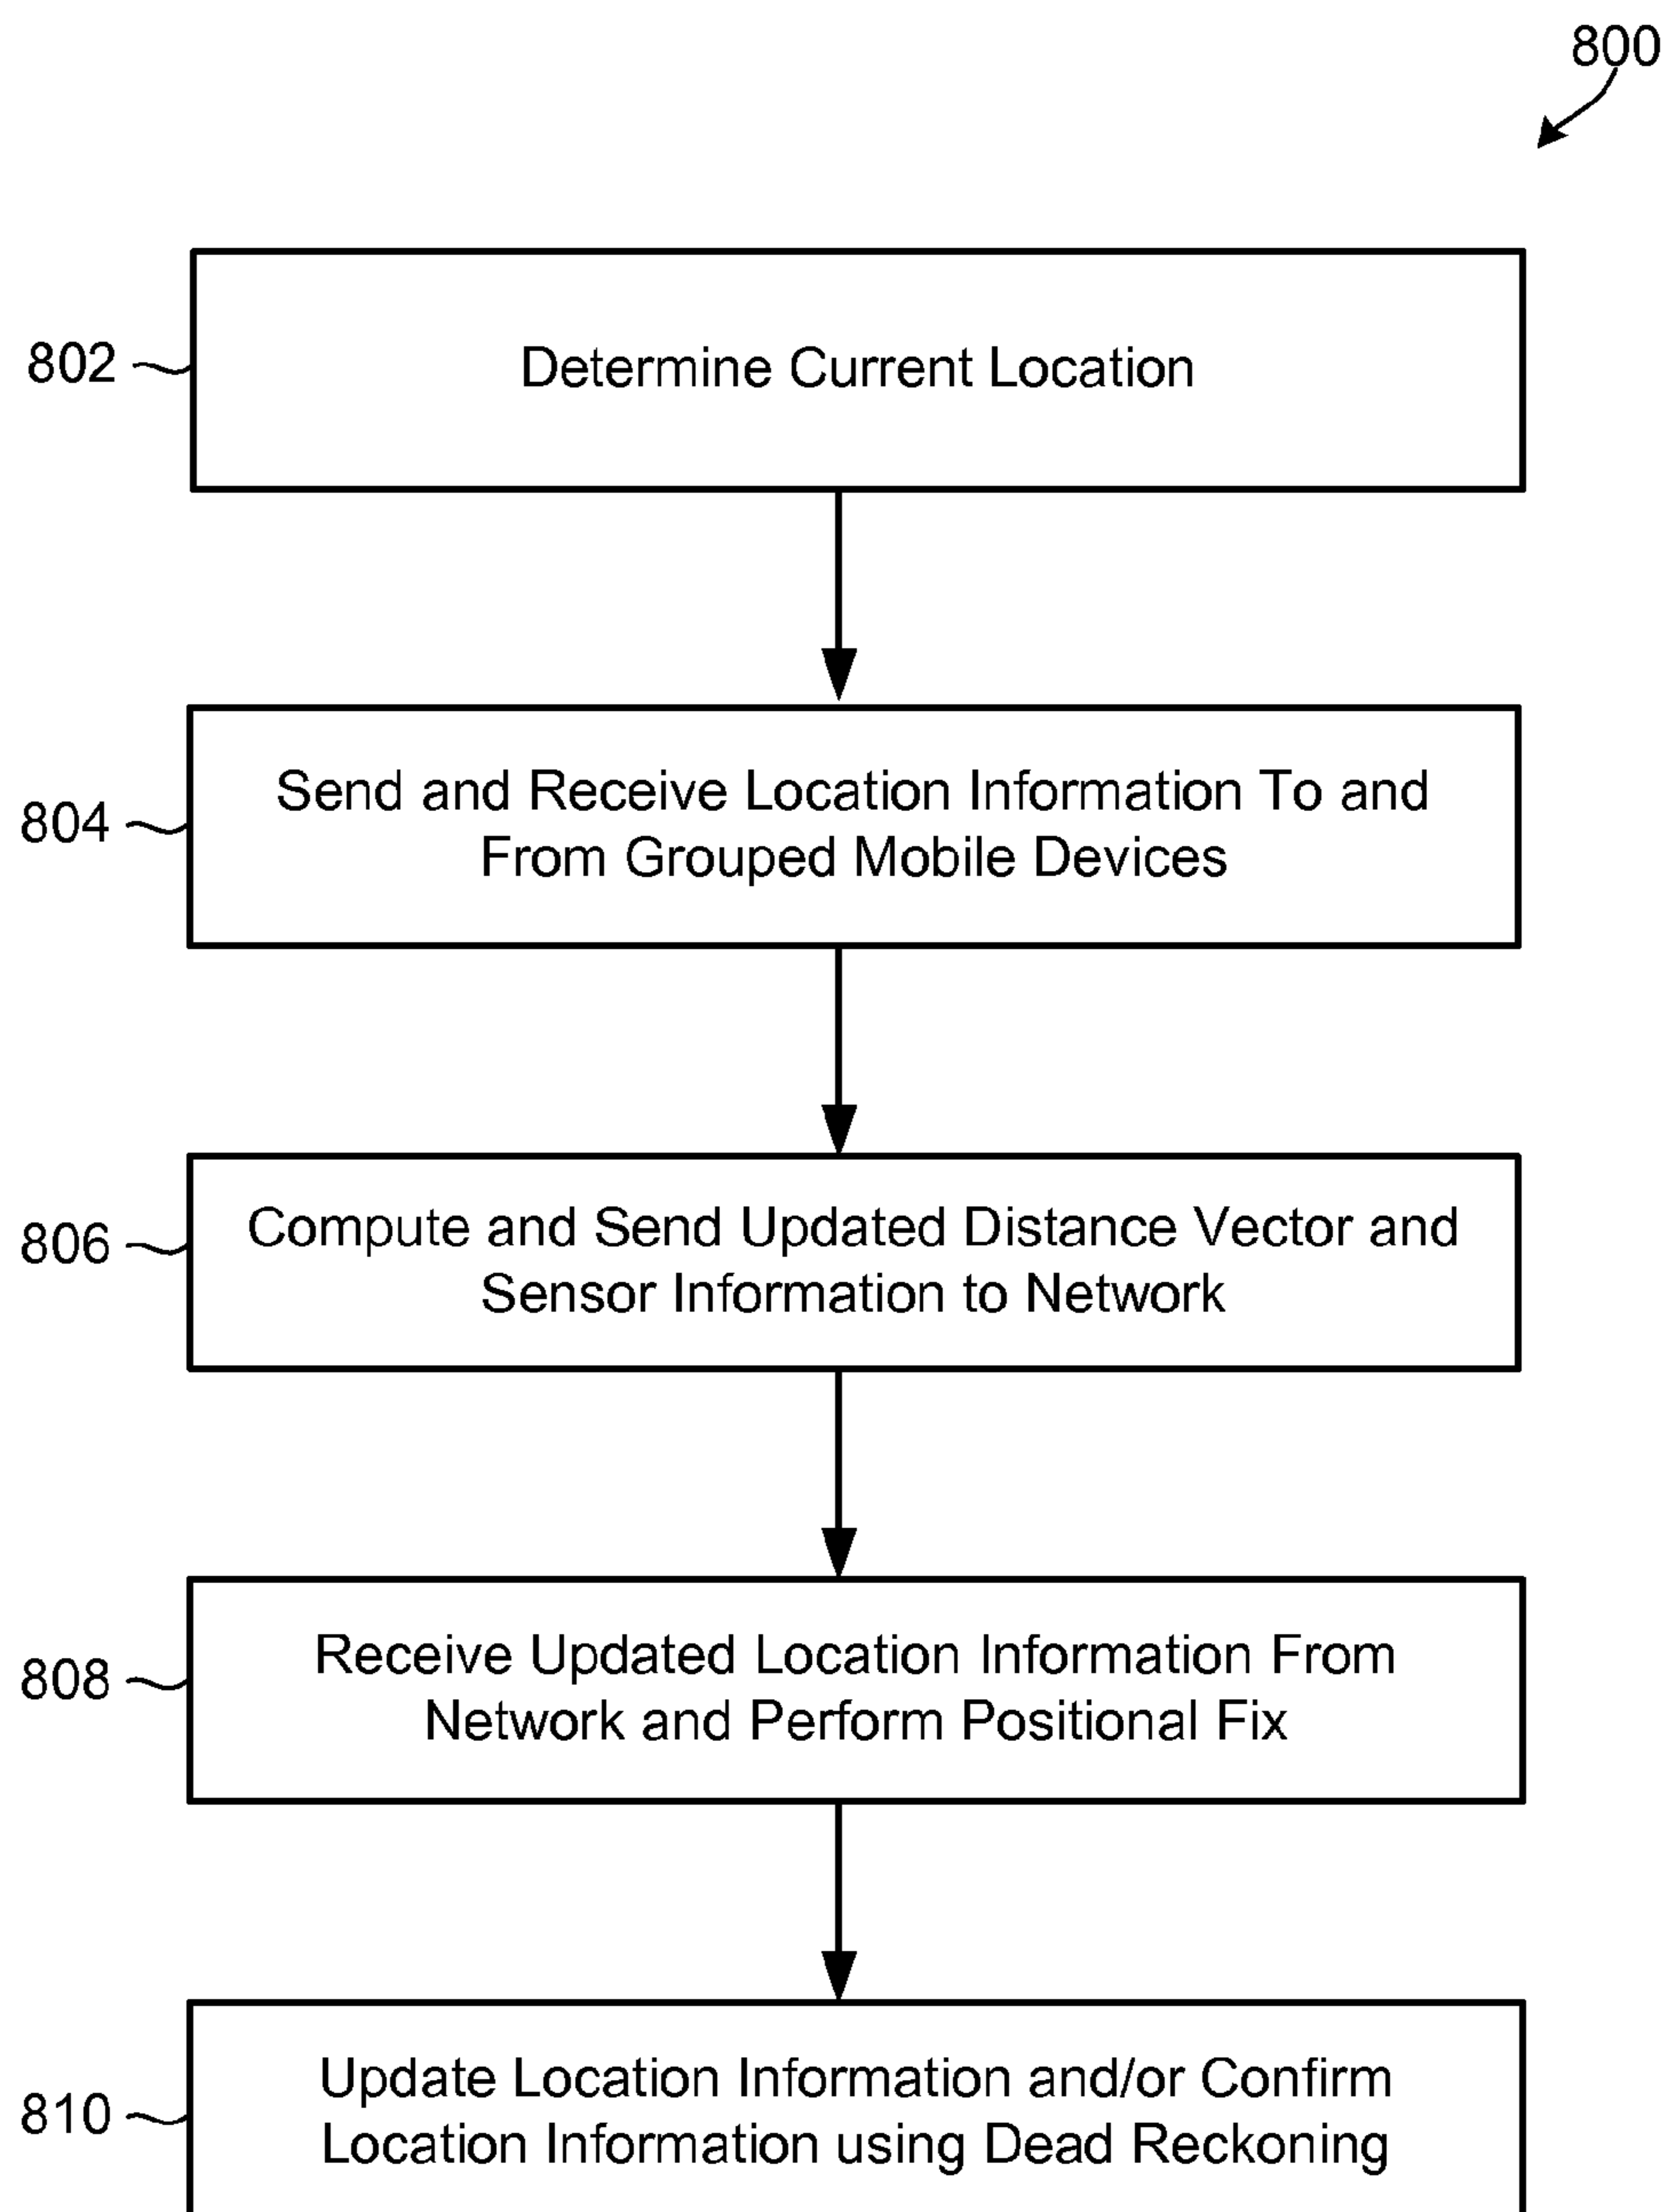 800
802
Determine Current Location
804
Send and Receive Location Information To and
From Grouped Mobile Devices
806
Compute and Send Updated Distance Vector and
Sensor Information to Network
808
Receive Updated Location Information From
Network and Perform Positional Fix
810
Update Location Information and/or Confirm
Location Information using Dead Reckoning